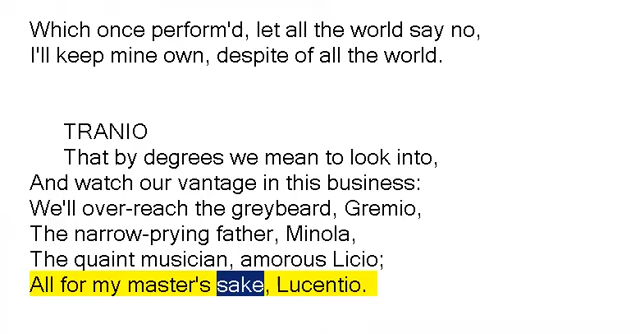 Which once perform'd, let all the world say no,
I'll keep mine own, despite of all the world.
TRANIO
That by degrees we mean to look into,
And watch our vantage in this business:
We'll over-reach the greybeard, Gremio,
The narrow-prying father, Minola,
The quaint musician, amorous Licio;
All for my master's sake, Lucentio.